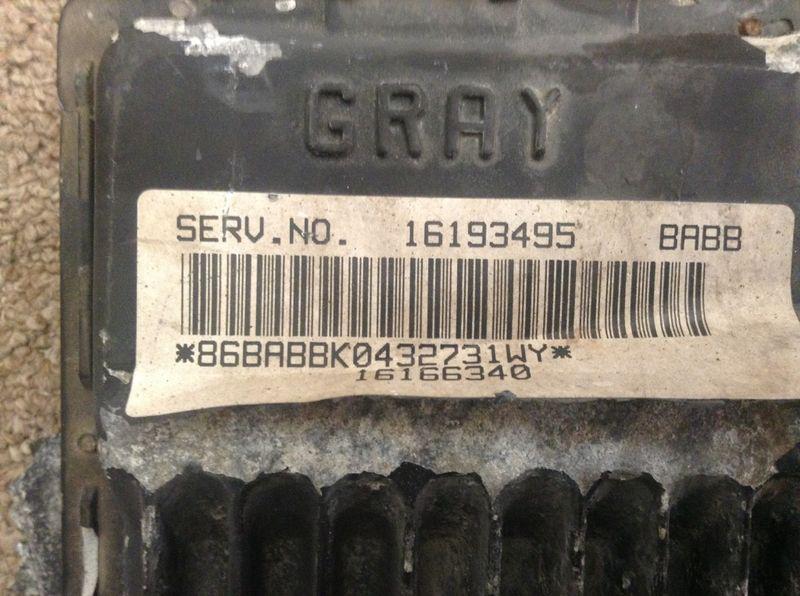 GRAY
SERV.NO. 16193495 BABB
*86BABBK0432731WY*
16166340